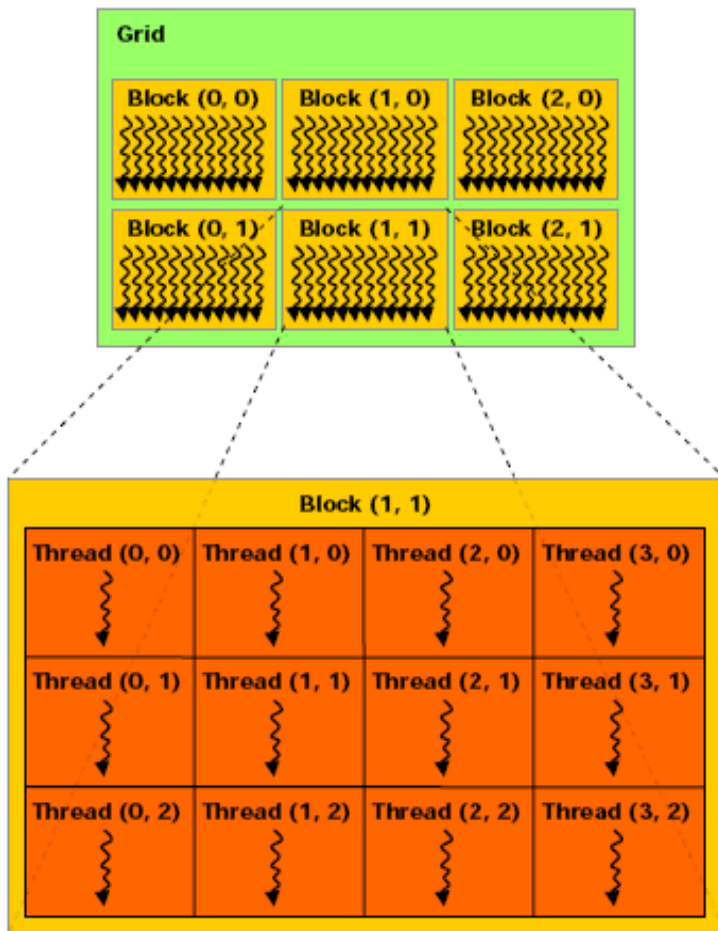 Grid
Block (0, 0) Block (1, 0) Block (2, 0)
Block (0, 1) Block (1, 1) Block (2, 1)
Block (1, 1)
Thread (0, 0) Thread (1, 0) Thread (2, 0) Thread (3, 0)
Thread (0, 1) Thread (1, 1) Thread (2, 1) Thread (3, 1)
Thread (0, 2) Thread (1, 2) Thread (2, 2) Thread (3, 2)